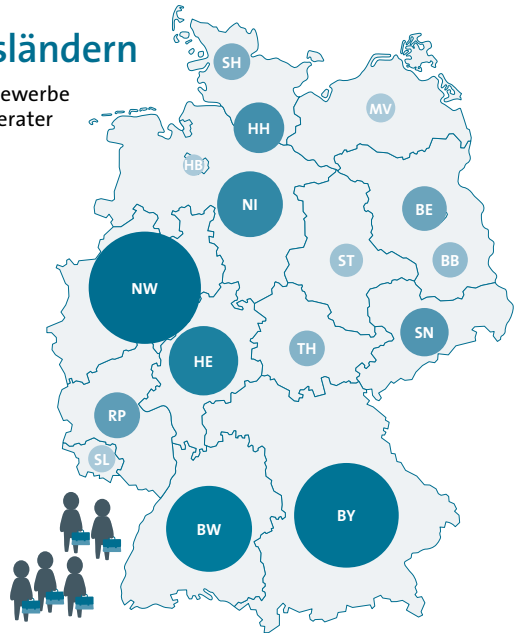 sländern
ewerbe
erater
SH
MV
HH
HB
NI
BE
ST
BB
NW
SN
TH
HE
RP
SL
BY
BW